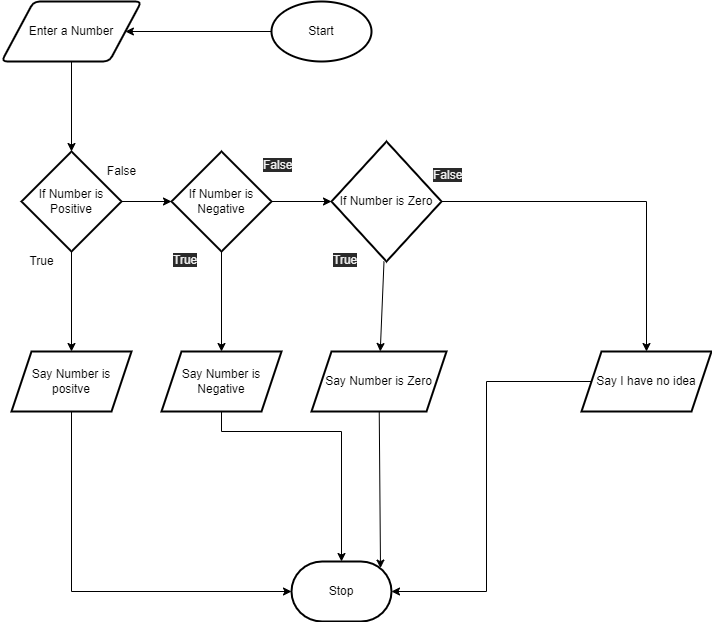 Enter a Number
Start
False
If Number is
Positive
False
If Number is
Negative
False
If Number is Zero
True
True
True
Say Number is
positve
Say Number is
Negative
Say Number is Zero
Say I have no idea
Stop